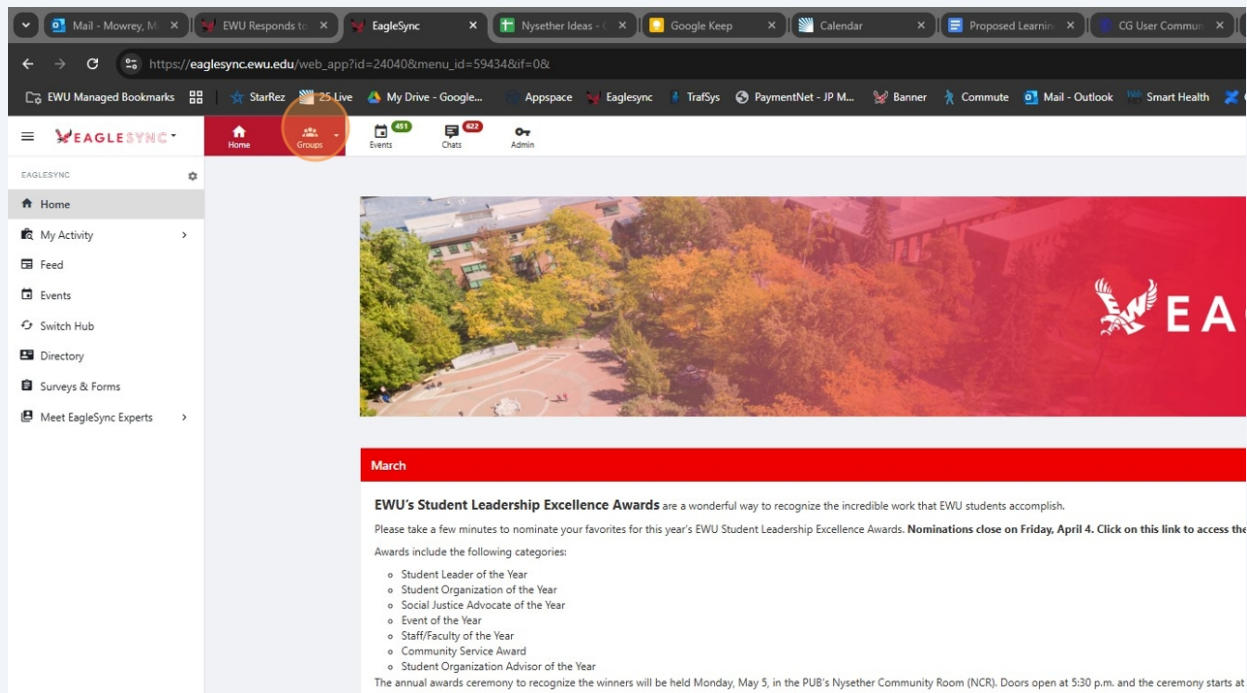 Mail - Mowrey, M
EWU Responds to
EagleSync
Nysether Ideas -
Google Keep
Calendar
Proposed Learnin
CG User Commun
https://eaglesync.ewu.edu/web_app?id=24040&menu_id=59434&if=0&
EWU Managed Bookmarks
StarRez
25 Live
My Drive - Google...
Appspace
Eaglesync
TrafSys
PaymentNet - JP M...
Banner
Commute
Mail - Outlook
Smart Health
EAGLESYNC
Home
Groups
451
Events
622
Chats
Admin
EAGLESYNC
Home
My Activity
Feed
Events
Switch Hub
Directory
Surveys & Forms
Meet EagleSync Experts
EA
March
EWU's Student Leadership Excellence Awards are a wonderful way to recognize the incredible work that EWU students accomplish.
Please take a few minutes to nominate your favorites for this year's EWU Student Leadership Excellence Awards. Nominations close on Friday, April 4. Click on this link to access the
Awards include the following categories:
Student Leader of the Year
Student Organization of the Year
Social Justice Advocate of the Year
Event of the Year
Staff/Faculty of the Year
Community Service Award
Student Organization Advisor of the Year
The annual awards ceremony to recognize the winners will be held Monday, May 5, in the PUB's Nysether Community Room (NCR). Doors open at 5:30 p.m. and the ceremony starts at